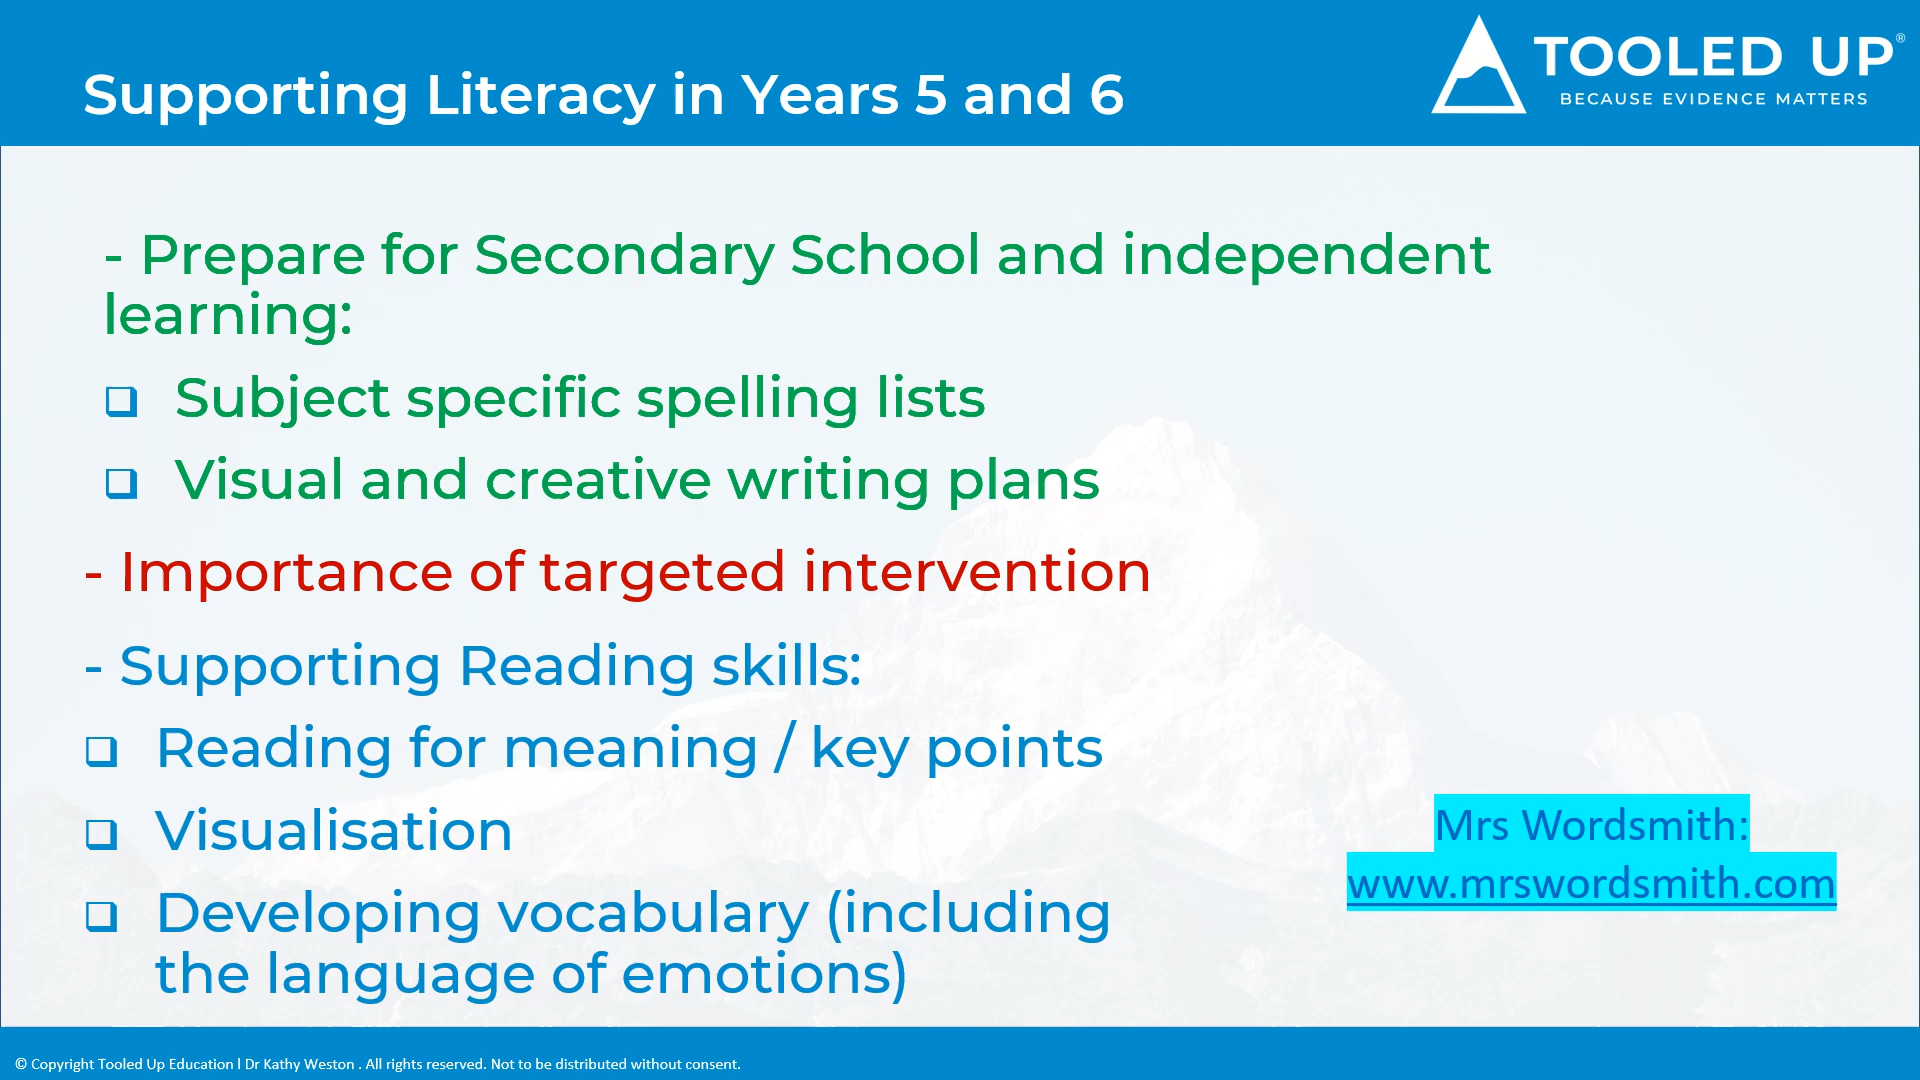 Supporting Literacy in Years 5 and 6
TOOLED UP®
BECAUSE EVIDENCE MATTERS
- Prepare for Secondary School and independent
learning:
❑ Subject specific spelling lists
❑ Visual and creative writing plans
- Importance of targeted intervention
- Supporting Reading skills:
❑ Reading for meaning / key points
❑ Visualisation
❑ Developing vocabulary (including
the language of emotions)
Mrs Wordsmith:
www.mrswordsmith.com
© Copyright Tooled Up Education l Dr Kathy Weston . All rights reserved. Not to be distributed without consent.